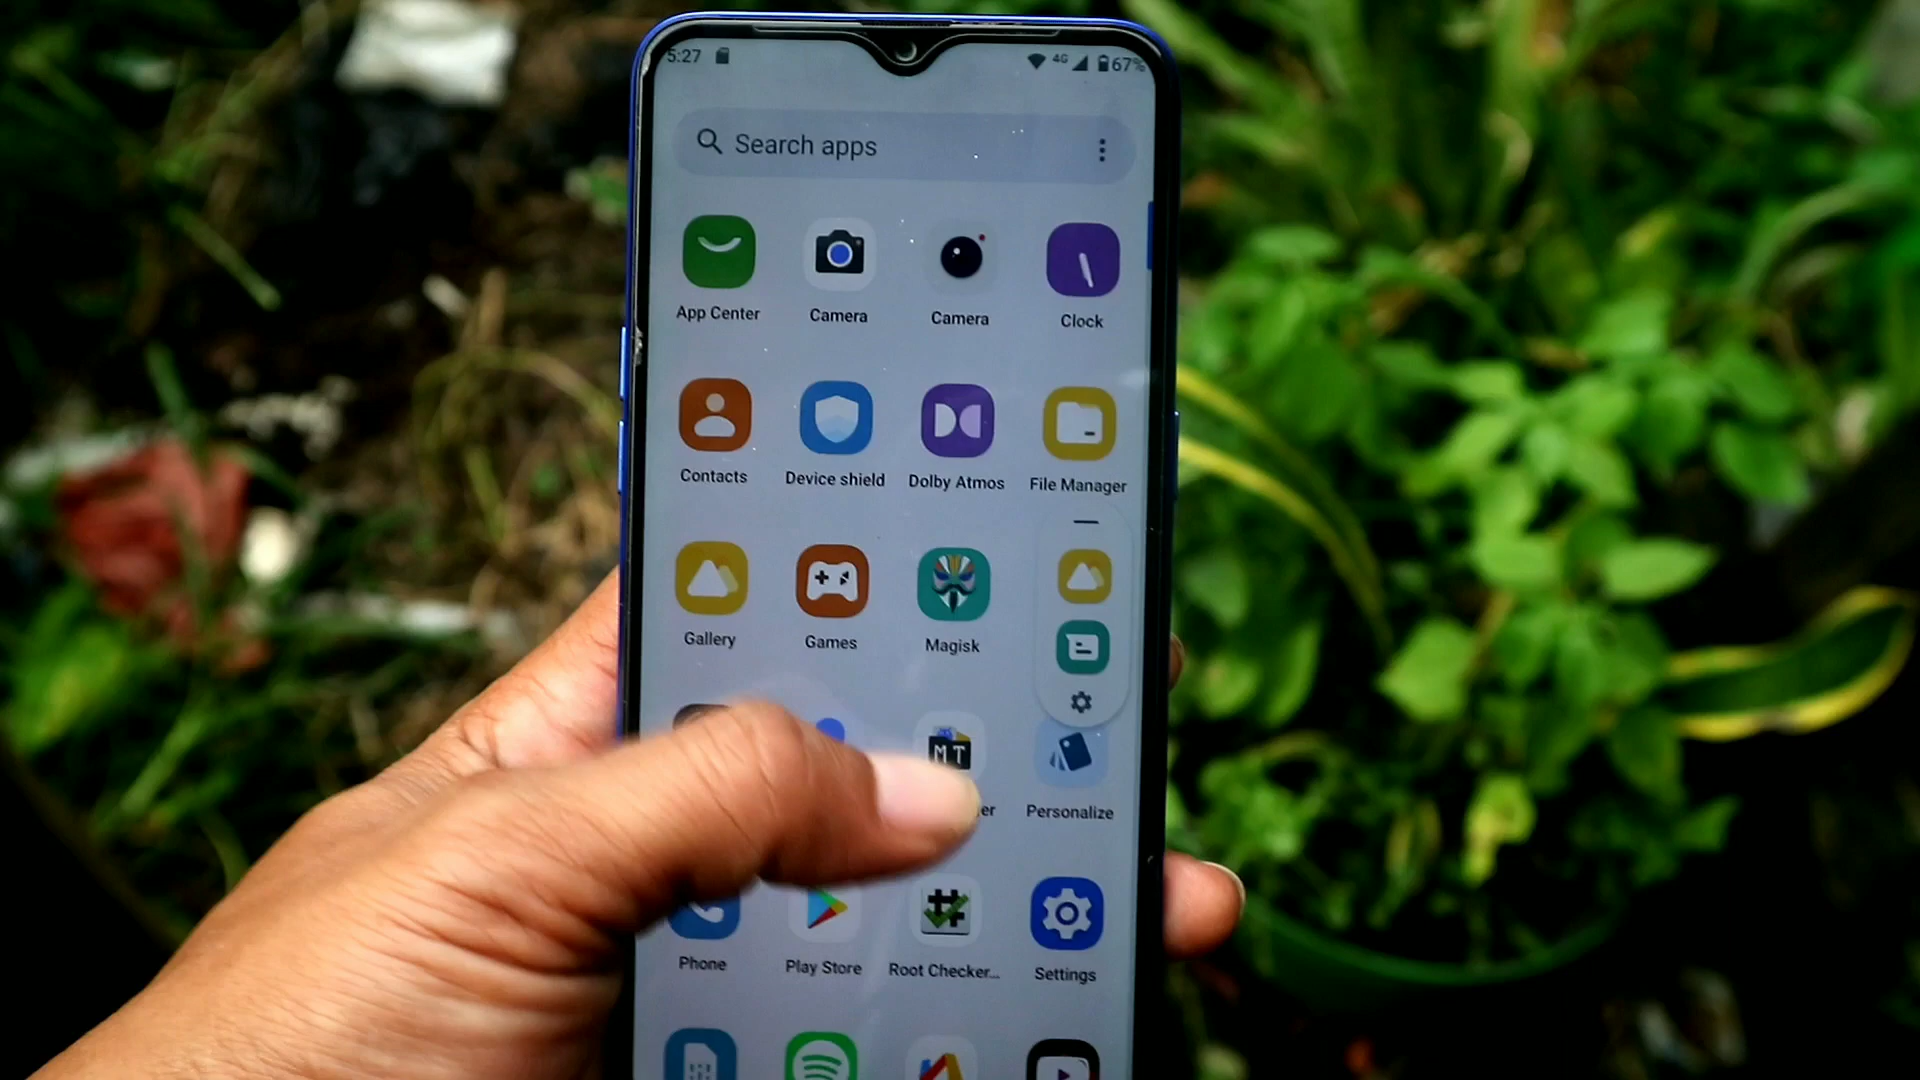 5:27
4G 67%
Search apps
App Center Camera Camera Clock
Contacts Device shield Dolby Atmos File Manager
Gallery Games Magisk
MT
er Personalize
Phone Play Store Root Checker... Settings